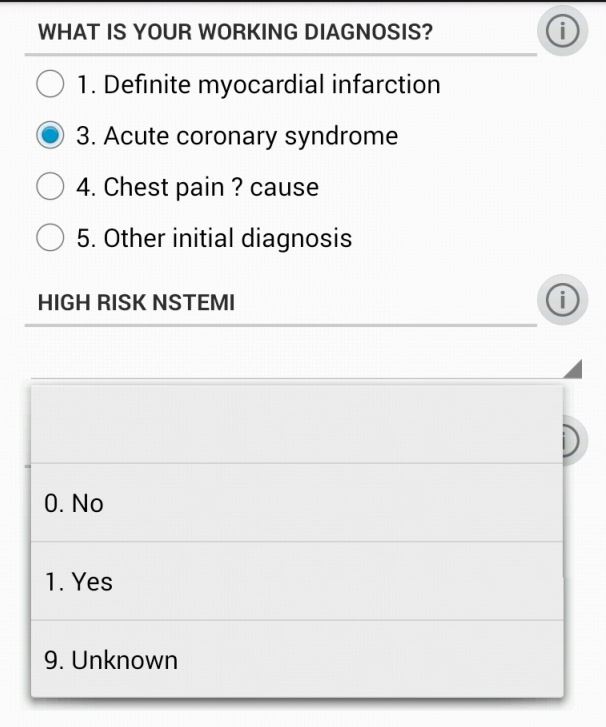 WHAT IS YOUR WORKING DIAGNOSIS?
1. Definite myocardial infarction
3. Acute coronary syndrome
4. Chest pain ? cause
5. Other initial diagnosis
HIGH RISK NSTEMI
0. No
1. Yes
9. Unknown